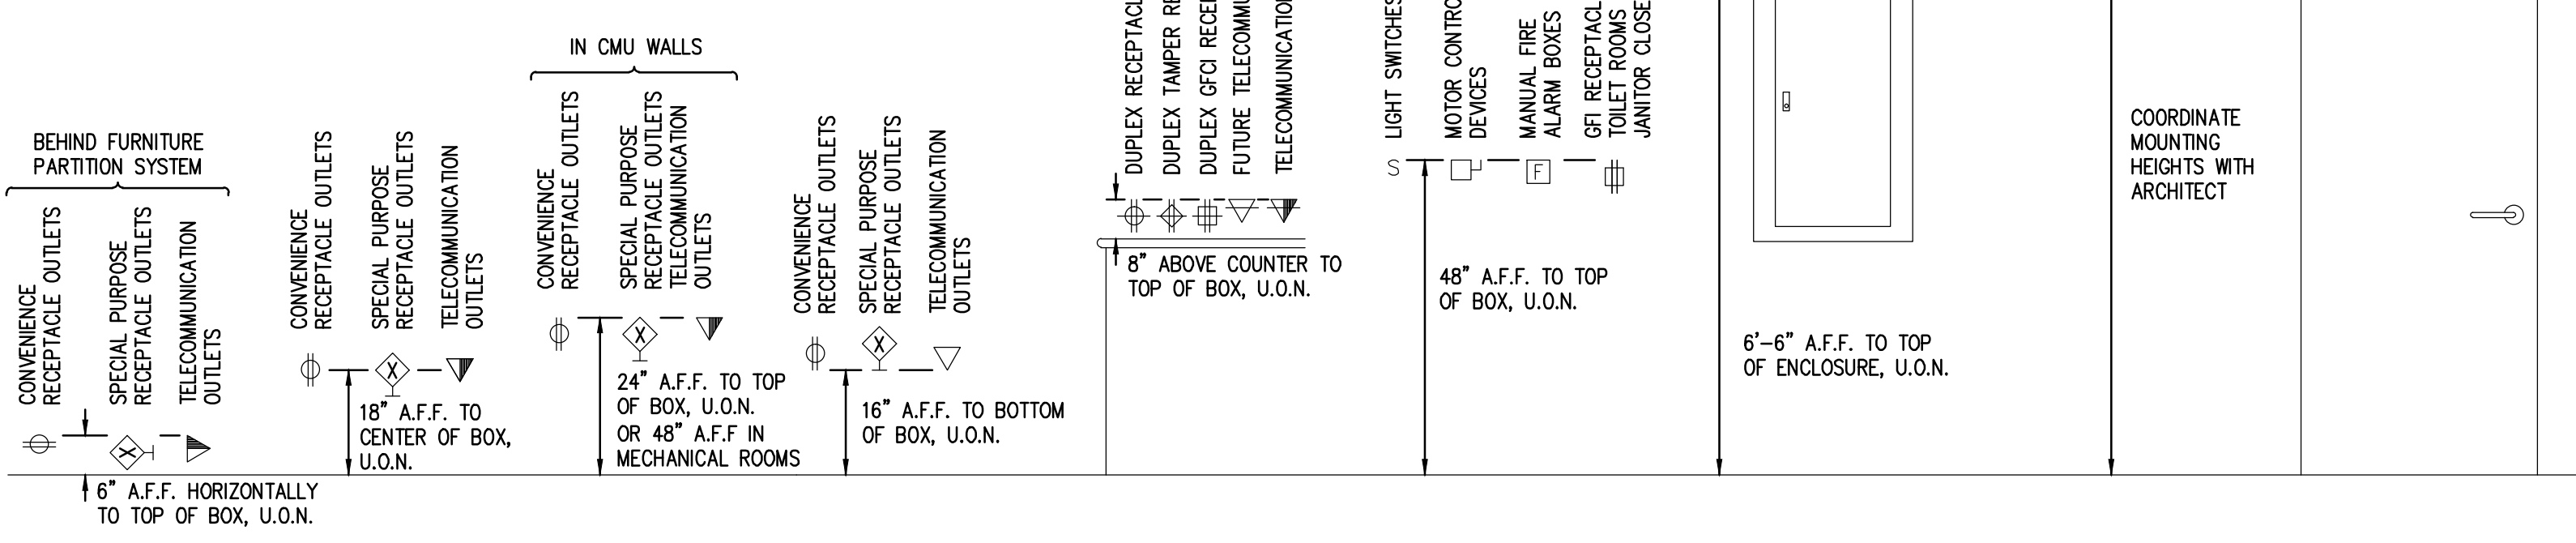 BEHIND FURNITURE
PARTITION SYSTEM
CONVENIENCE
RECEPTACLE OUTLETS
SPECIAL PURPOSE
RECEPTACLE OUTLETS
TELECOMMUNICATION
OUTLETS
X
6" A.F.F. HORIZONTALLY
TO TOP OF BOX, U.O.N.
CONVENIENCE
RECEPTACLE OUTLETS
SPECIAL PURPOSE
RECEPTACLE OUTLETS
TELECOMMUNICATION
OUTLETS
X
18" A.F.F. TO
CENTER OF BOX,
U.O.N.
IN CMU WALLS
CONVENIENCE
RECEPTACLE OUTLETS
SPECIAL PURPOSE
RECEPTACLE OUTLETS
TELECOMMUNICATION
OUTLETS
X
24" A.F.F. TO TOP
OF BOX, U.O.N.
OR 48" A.F.F IN
MECHANICAL ROOMS
CONVENIENCE
RECEPTACLE OUTLETS
SPECIAL PURPOSE
RECEPTACLE OUTLETS
TELECOMMUNICATION
OUTLETS
X
16" A.F.F. TO BOTTOM
OF BOX, U.O.N.
DUPLEX
DUPLEX TAMPER
DUPLEX GFCI
FUTURE
8" ABOVE COUNTER TO
TOP OF BOX, U.O.N.
LIGHT SWITCHES
MOTOR
DEVICES
MANUAL FIRE
ALARM BOXES
GFI
TOILET ROOMS
JANITOR
S
F
48" A.F.F. TO TOP
OF BOX, U.O.N.
6'-6" A.F.F. TO TOP
OF ENCLOSURE, U.O.N.
COORDINATE
MOUNTING
HEIGHTS WITH
ARCHITECT